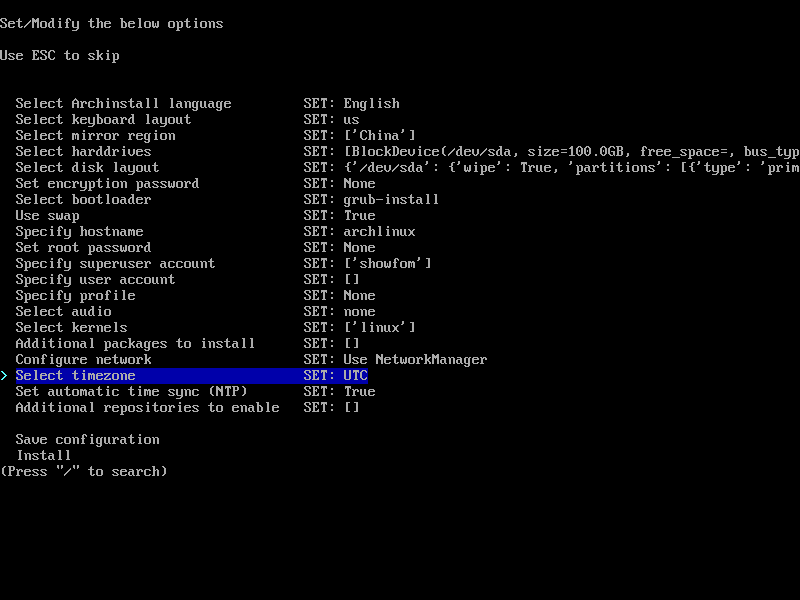 Set/Modify the below options
Use ESC to skip
Select Archinstall language SET: English
Select keyboard layout SET: us
Select mirror region SET: ['China']
Select harddrives SET: [BlockDevice(/dev/sda, size=100.0GB, free_space=, bus_typ
Select disk layout SET: {'/dev/sda': {'wipe': True, 'partitions': [{'type': 'prim
Set encryption password SET: None
Select bootloader SET: grub-install
Use swap SET: True
Specify hostname SET: archlinux
Set root password SET: None
Specify superuser account SET: ['showfom']
Specify user account SET: []
Specify profile SET: None
Select audio SET: none
Select kernels SET: ['linux']
Additional packages to install SET: []
Configure network SET: Use NetworkManager
> Select timezone SET: UTC
Set automatic time sync (NTP) SET: True
Additional repositories to enable SET: []
Save configuration
Install
(Press "/" to search)